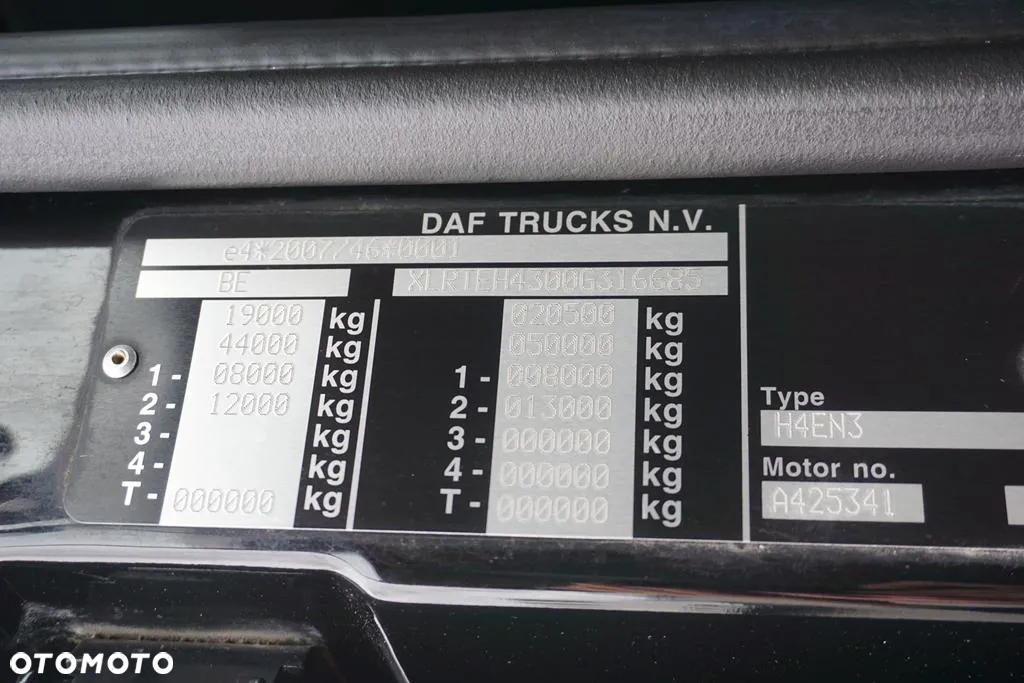 DAF TRUCKS N.V.
e4*2007/46*0001
BE XLRTEH4300G316685
19000 kg 020500 kg
44000 kg 050000 kg
1- 08000 kg 1- 008000 kg
2- 12000 kg 2- 013000 kg
3- kg 3- 000000 kg
4- kg 4- 000000 kg
T- 000000 kg T- 000000 kg
Type
H4EN3
Motor no.
A425341
OTOMOTO